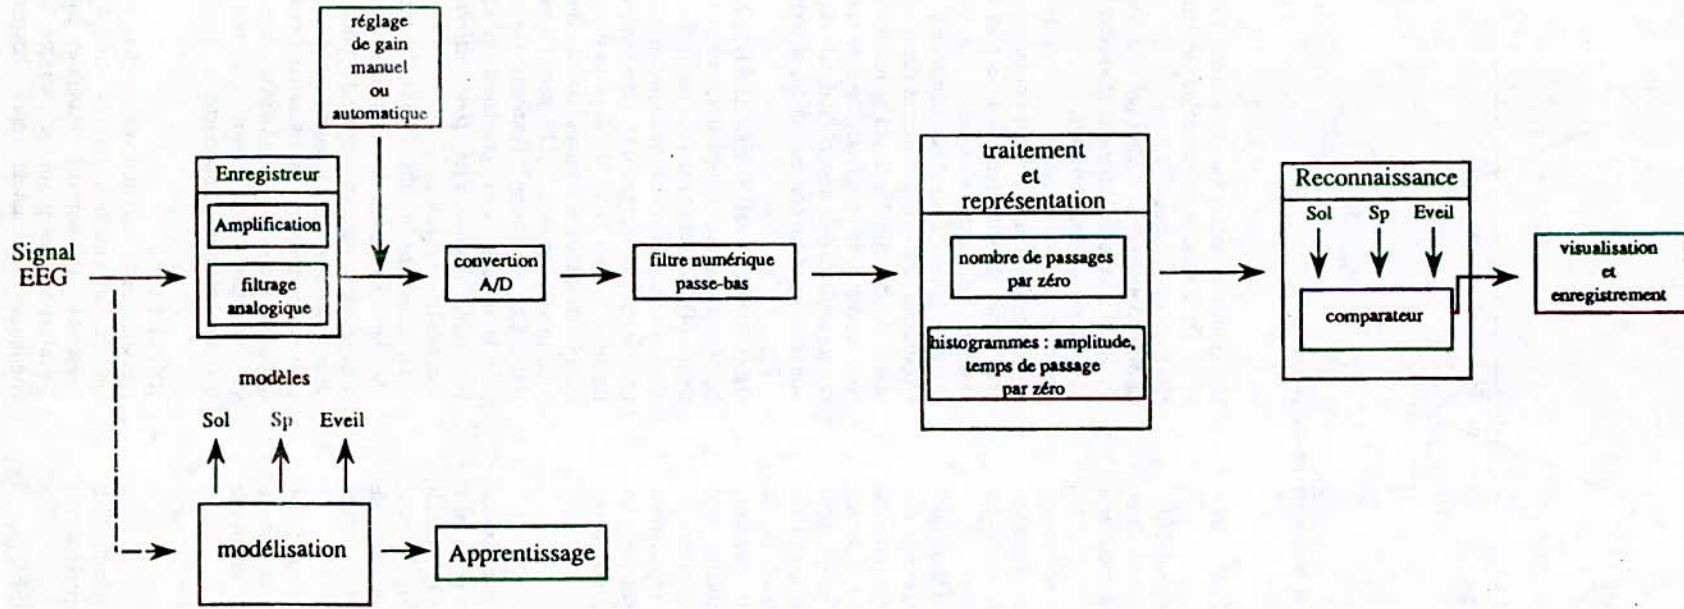 réglage
de gain
manuel
ou
automatique
Signal
EEG
Enregistreur
Amplification
filtrage
analogique
convertion
A/D
filtre numérique
passe-bas
traitement
et
représentation
nombre de passages
par zéro
histogrammes : amplitude,
temps de passage
par zéro
Reconnaissance
Sol Sp Eveil
comparateur
visualisation
et
enregistrement
modèles
Sol Sp Eveil
modélisation
Apprentissage